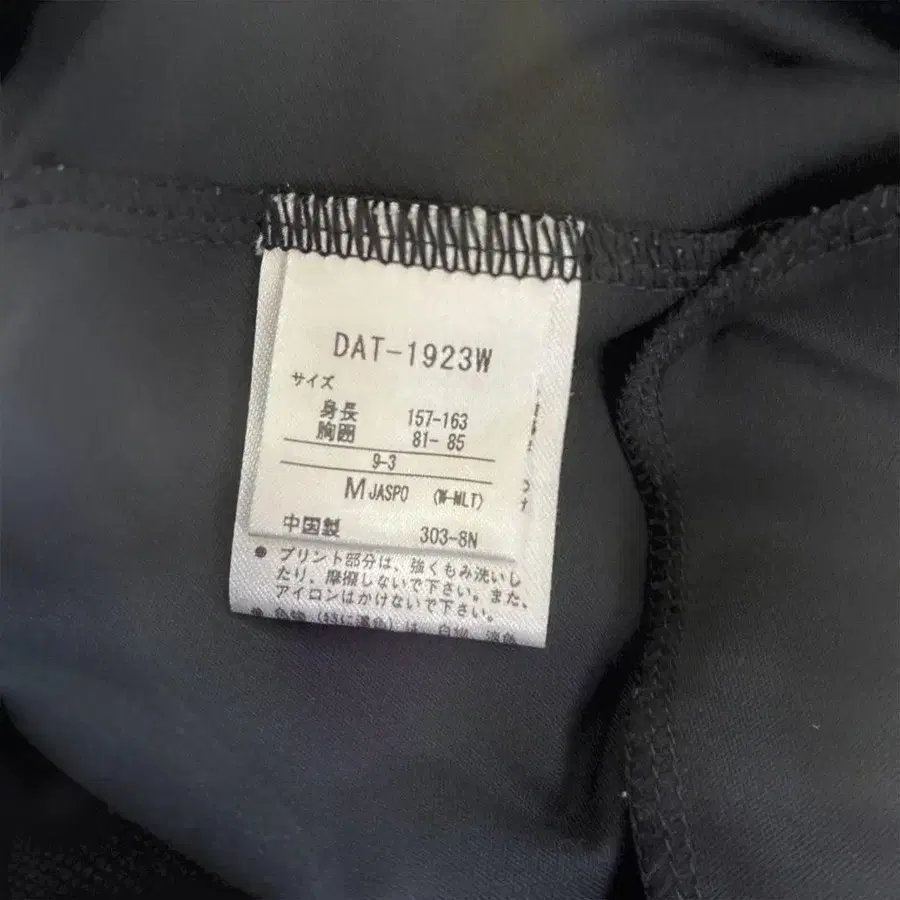 DAT-1923W
サイズ
身長 157-163
胸囲 81- 85
9-3
M JASPO (W-MLT)
中国製 303-8N
● プリント部分は、強くもみ洗いし
たり、摩擦しないで下さい。また、
アイロンはかけないで下さい。